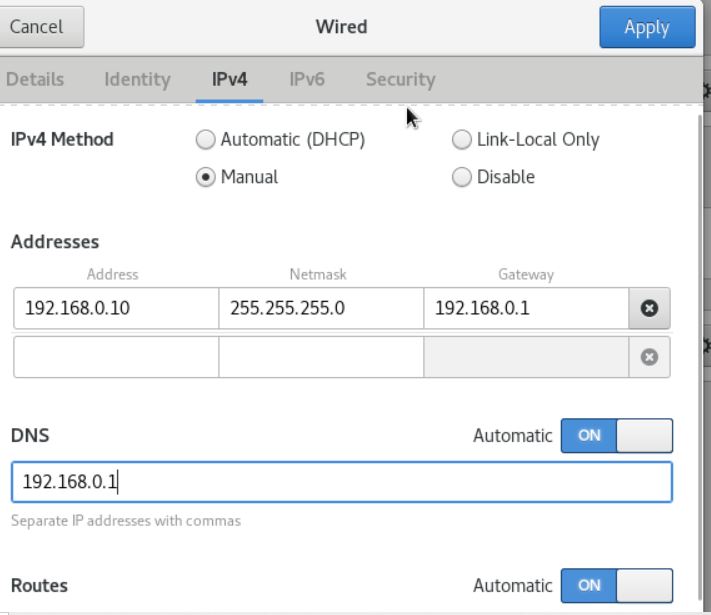 Cancel Wired Apply
Details Identity IPv4 IPv6 Security
IPv4 Method Automatic (DHCP) Link-Local Only
Manual Disable
Addresses
Address Netmask Gateway
192.168.0.10 255.255.255.0 192.168.0.1
DNS Automatic ON
192.168.0.1
Separate IP addresses with commas
Routes Automatic ON